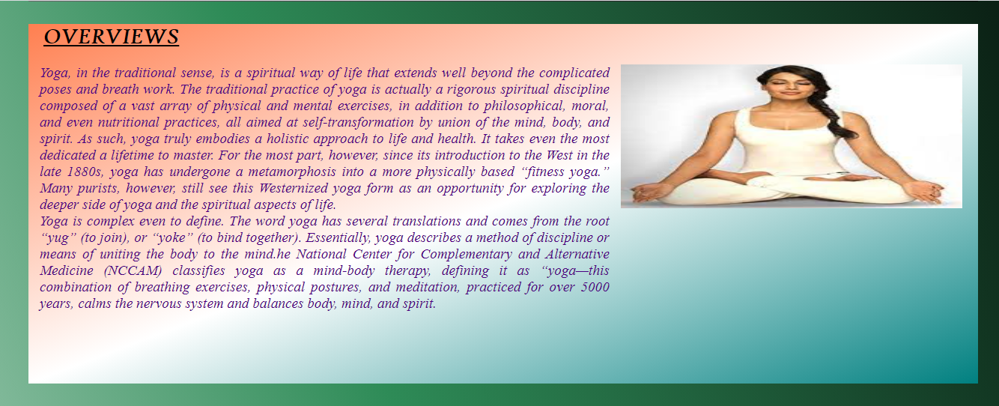 OVERVIEWS
Yoga, in the traditional sense, is a spiritual way of life that extends well beyond the complicated
poses and breath work. The traditional practice of yoga is actually a rigorous spiritual discipline
composed of a vast array of physical and mental exercises, in addition to philosophical, moral,
and even nutritional practices, all aimed at self-transformation by union of the mind, body, and
spirit. As such, yoga truly embodies a holistic approach to life and health. It takes even the most
dedicated a lifetime to master. For the most part, however, since its introduction to the West in the
late 1880s, yoga has undergone a metamorphosis into a more physically based “fitness yoga.”
Many purists, however, still see this Westernized yoga form as an opportunity for exploring the
deeper side of yoga and the spiritual aspects of life.
Yoga is complex even to define. The word yoga has several translations and comes from the root
“yug” (to join), or “yoke” (to bind together). Essentially, yoga describes a method of discipline or
means of uniting the body to the mind.he National Center for Complementary and Alternative
Medicine (NCCAM) classifies yoga as a mind-body therapy, defining it as “yoga—this
combination of breathing exercises, physical postures, and meditation, practiced for over 5000
years, calms the nervous system and balances body, mind, and spirit.